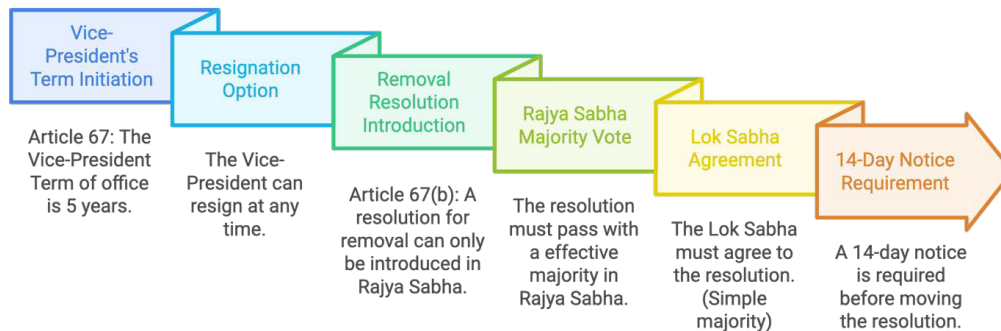 Vice-
President's
Term Initiation
Article 67: The
Vice-President
Term of office
is 5 years.
Resignation
Option
The Vice-
President can
resign at any
time.
Removal
Resolution
Introduction
Article 67(b): A
resolution for
removal can only
be introduced in
Rajya Sabha.
Rajya Sabha
Majority Vote
The resolution
must pass with
a effective
majority in
Rajya Sabha.
Lok Sabha
Agreement
The Lok Sabha
must agree to
the resolution.
(Simple
majority)
14-Day Notice
Requirement
A 14-day notice
is required
before moving
the resolution.